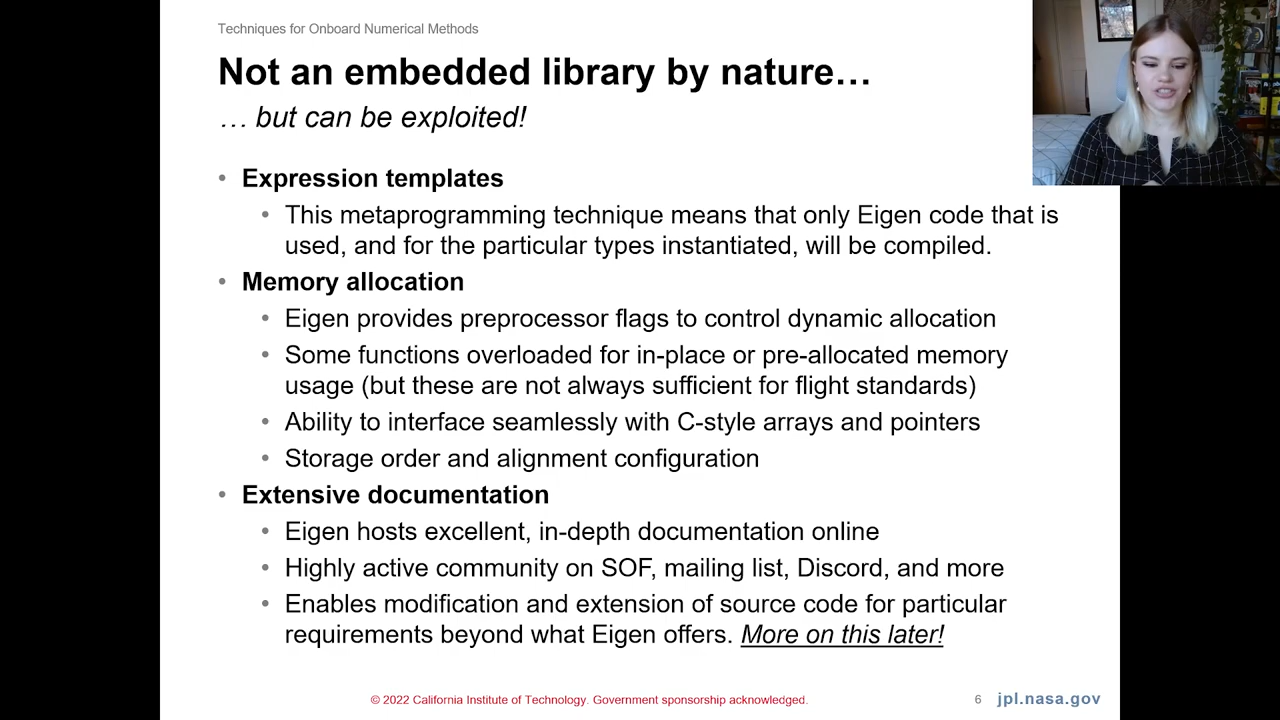 Techniques for Onboard Numerical Methods
Not an embedded library by nature…
… but can be exploited!
• Expression templates
• This metaprogramming technique means that only Eigen code that is
used, and for the particular types instantiated, will be compiled.
• Memory allocation
• Eigen provides preprocessor flags to control dynamic allocation
• Some functions overloaded for in-place or pre-allocated memory
usage (but these are not always sufficient for flight standards)
• Ability to interface seamlessly with C-style arrays and pointers
• Storage order and alignment configuration
• Extensive documentation
• Eigen hosts excellent, in-depth documentation online
• Highly active community on SOF, mailing list, Discord, and more
• Enables modification and extension of source code for particular
requirements beyond what Eigen offers. More on this later!
© 2022 California Institute of Technology. Government sponsorship acknowledged.
6 jpl.nasa.gov